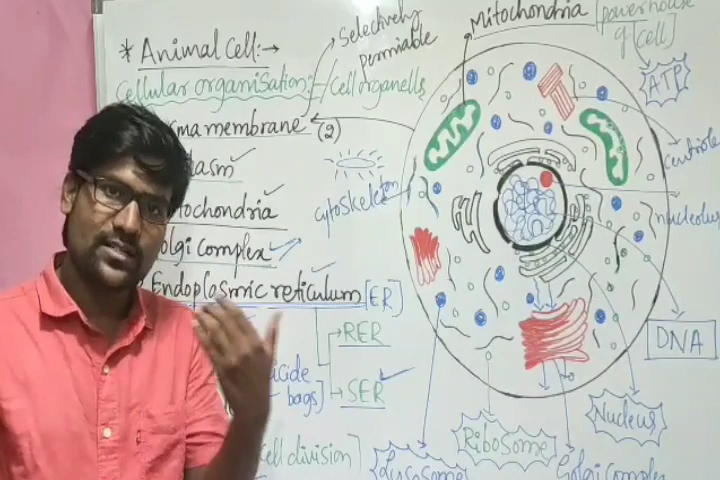 * Animal Cell:→
Cellular organisation:- Cell organells
Selectively
permiable
membrane (2)
Golgi complex
Endoplasmic reticulum [ER]
RER
SER
bags]
Cell division]
Mitochondria [powerhouse
of cell]
ATP
cytoskeleton
centriole
nucleolus
DNA
Nucleus
Ribosome
Lysosome
Golgi complex